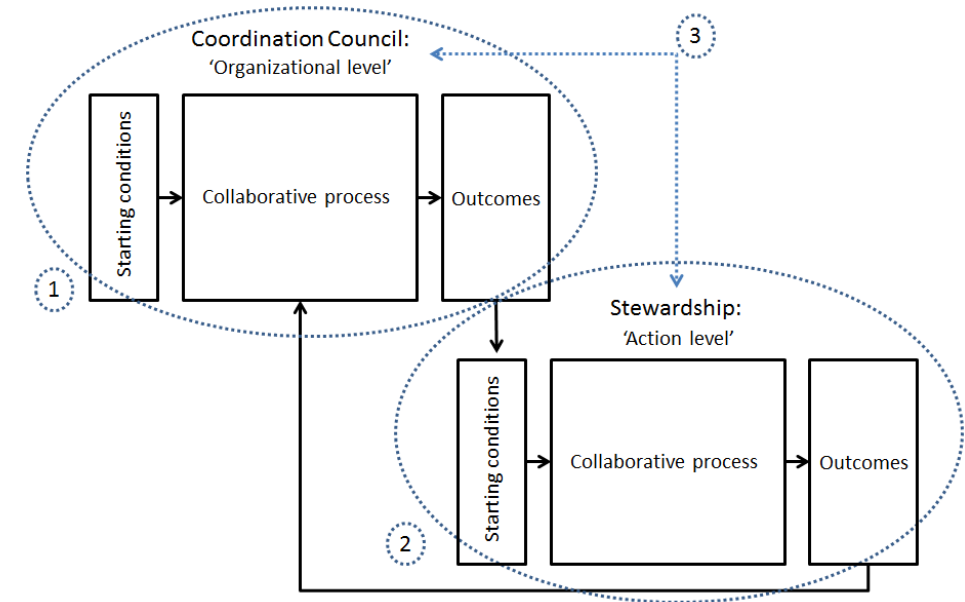 Coordination Council:
'Organizational level'
3
Starting conditions
Collaborative process
Outcomes
1
Stewardship:
'Action level'
Starting conditions
Collaborative process
Outcomes
2